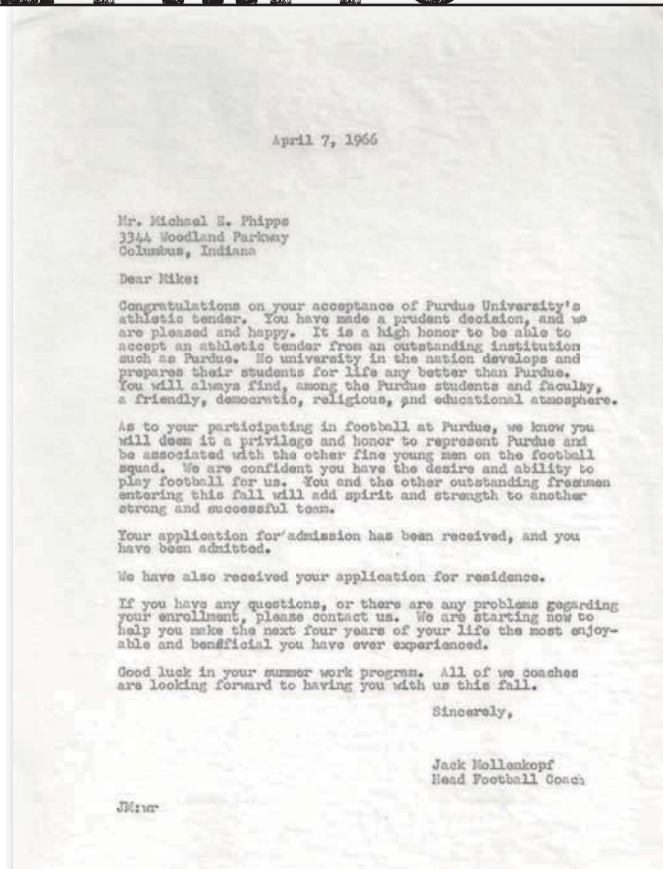 April 7, 1966
Mr. Michael E. Phipps
3344 Woodland Parkway
Columbus, Indiana
Dear Mike:
Congratulations on your acceptance of Purdue University's
athletic tender. You have made a prudent decision, and we
are pleased and happy. It is a high honor to be able to
accept an athletic tender from an outstanding institution
such as Purdue. No university in the nation develops and
prepares their students for life any better than Purdue.
You will always find, among the Purdue students and faculty,
a friendly, democratic, religious, and educational atmosphere.
As to your participating in football at Purdue, we know you
will deem it a privilege and honor to represent Purdue and
be associated with the other fine young men on the football
squad. We are confident you have the desire and ability to
play football for us. You and the other outstanding freshmen
entering this fall will add spirit and strength to another
strong and successful team.
Your application for admission has been received, and you
have been admitted.
We have also received your application for residence.
If you have any questions, or there are any problems gegarding
your enrollment, please contact us. We are starting now to
help you make the next four years of your life the most enjoy-
able and beneficial you have ever experienced.
Good luck in your summer work program. All of we coaches
are looking forward to having you with us this fall.
Sincerely,
Jack Mollenkopf
Head Football Coach
JM:wr